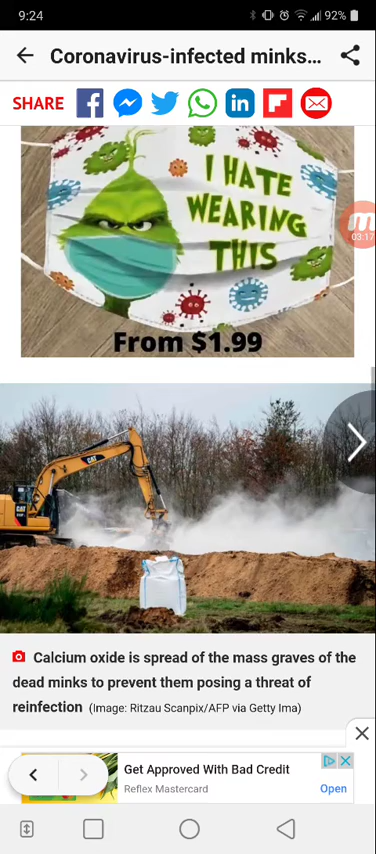 9:24
92%
Coronavirus-infected minks...
SHARE
I HATE
WEARING
THIS
03:17
From $1.99
CAT
CAT
Calcium oxide is spread of the mass graves of the
dead minks to prevent them posing a threat of
reinfection (Image: Ritzau Scanpix/AFP via Getty Ima)
Get Approved With Bad Credit
Reflex Mastercard
Open